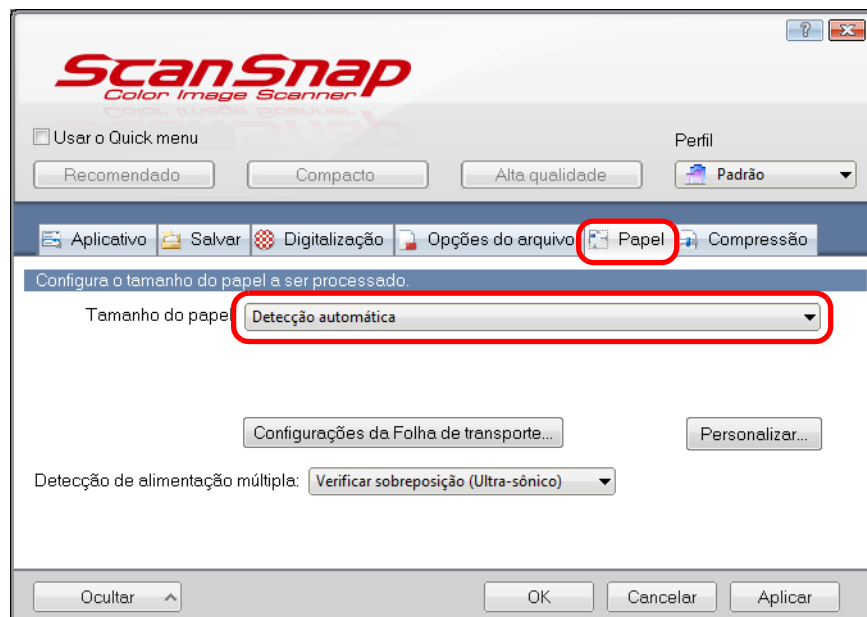 ScanSnap
Color Image Scanner
Usar o Quick menu
Perfil
Recomendado Compacto Alta qualidade Padrão
Aplicativo Salvar Digitalização Opções do arquivo Papel Compressão
Configura o tamanho do papel a ser processado.
Tamanho do papel Detecção automática
Configurações da Folha de transporte... Personalizar...
Detecção de alimentação múltipla: Verificar sobreposição (Ultra-sônico)
Ocultar OK Cancelar Aplicar